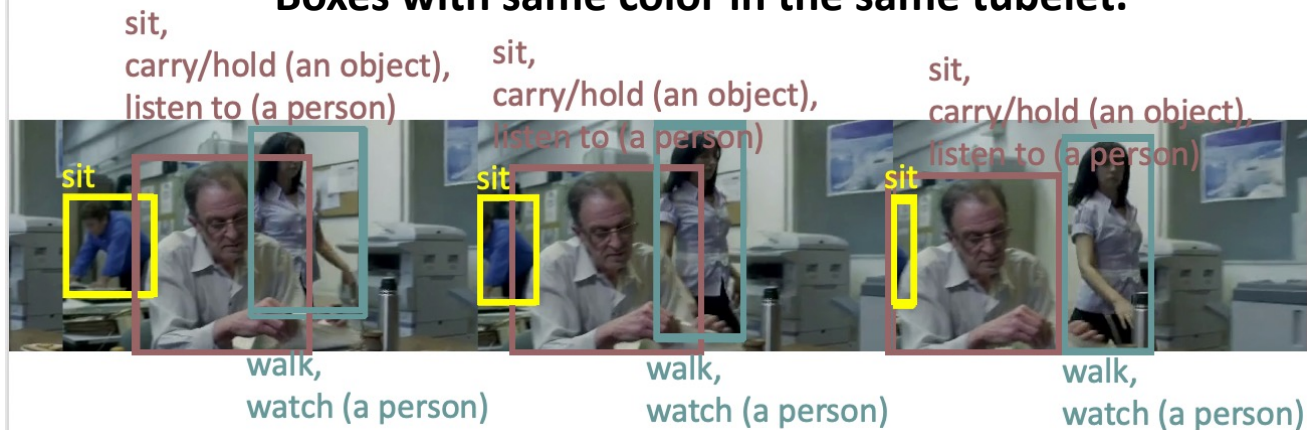 Boxes with same color in the same tubelet.
sit,
carry/hold (an object),
listen to (a person)
sit,
carry/hold (an object),
listen to (a person)
sit,
carry/hold (an object),
listen to (a person)
sit
sit
sit
walk,
watch (a person)
walk,
watch (a person)
walk,
watch (a person)